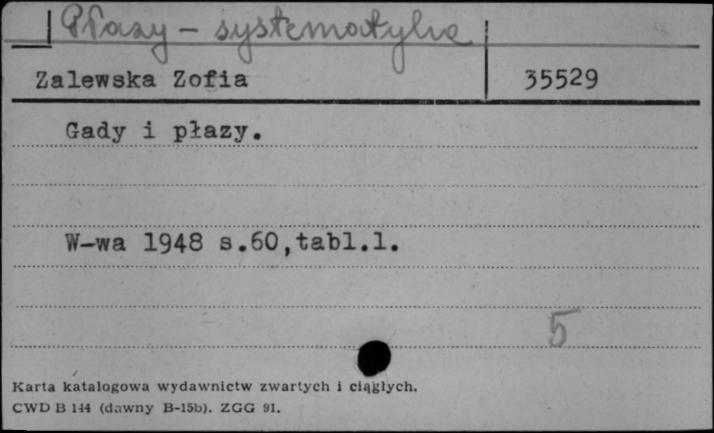 Płazy - systematyka
Zalewska Zofia 35529
Gady i płazy.
W-wa 1948 s.60,tabl.l.
5
Karta katalogowa wydawnictw zwartych i ciągłych.
CWD B 144 (dawny B-15b). ZGG 91.